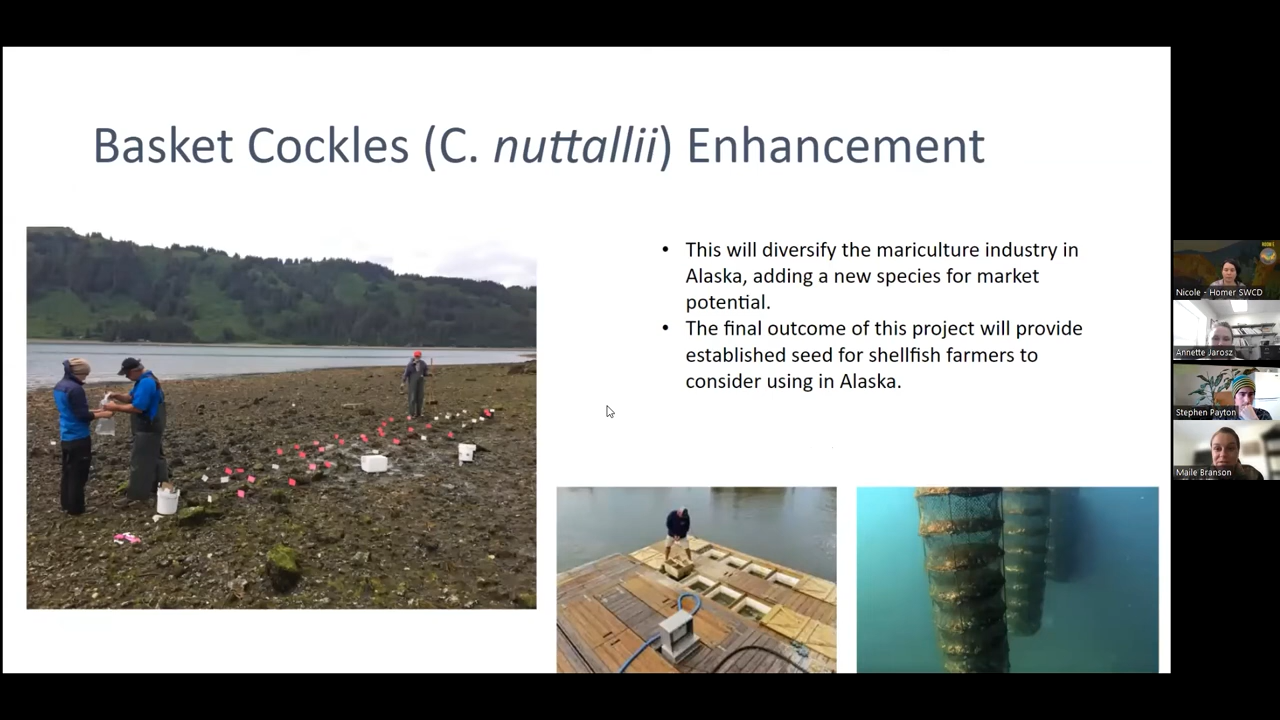 Basket Cockles (C. nuttallii) Enhancement
• This will diversify the mariculture industry in
Alaska, adding a new species for market
potential.
• The final outcome of this project will provide
established seed for shellfish farmers to
consider using in Alaska.
Nicole - Homer SWCD
Annette Jarosz
Stephen Payton
Maile Branson